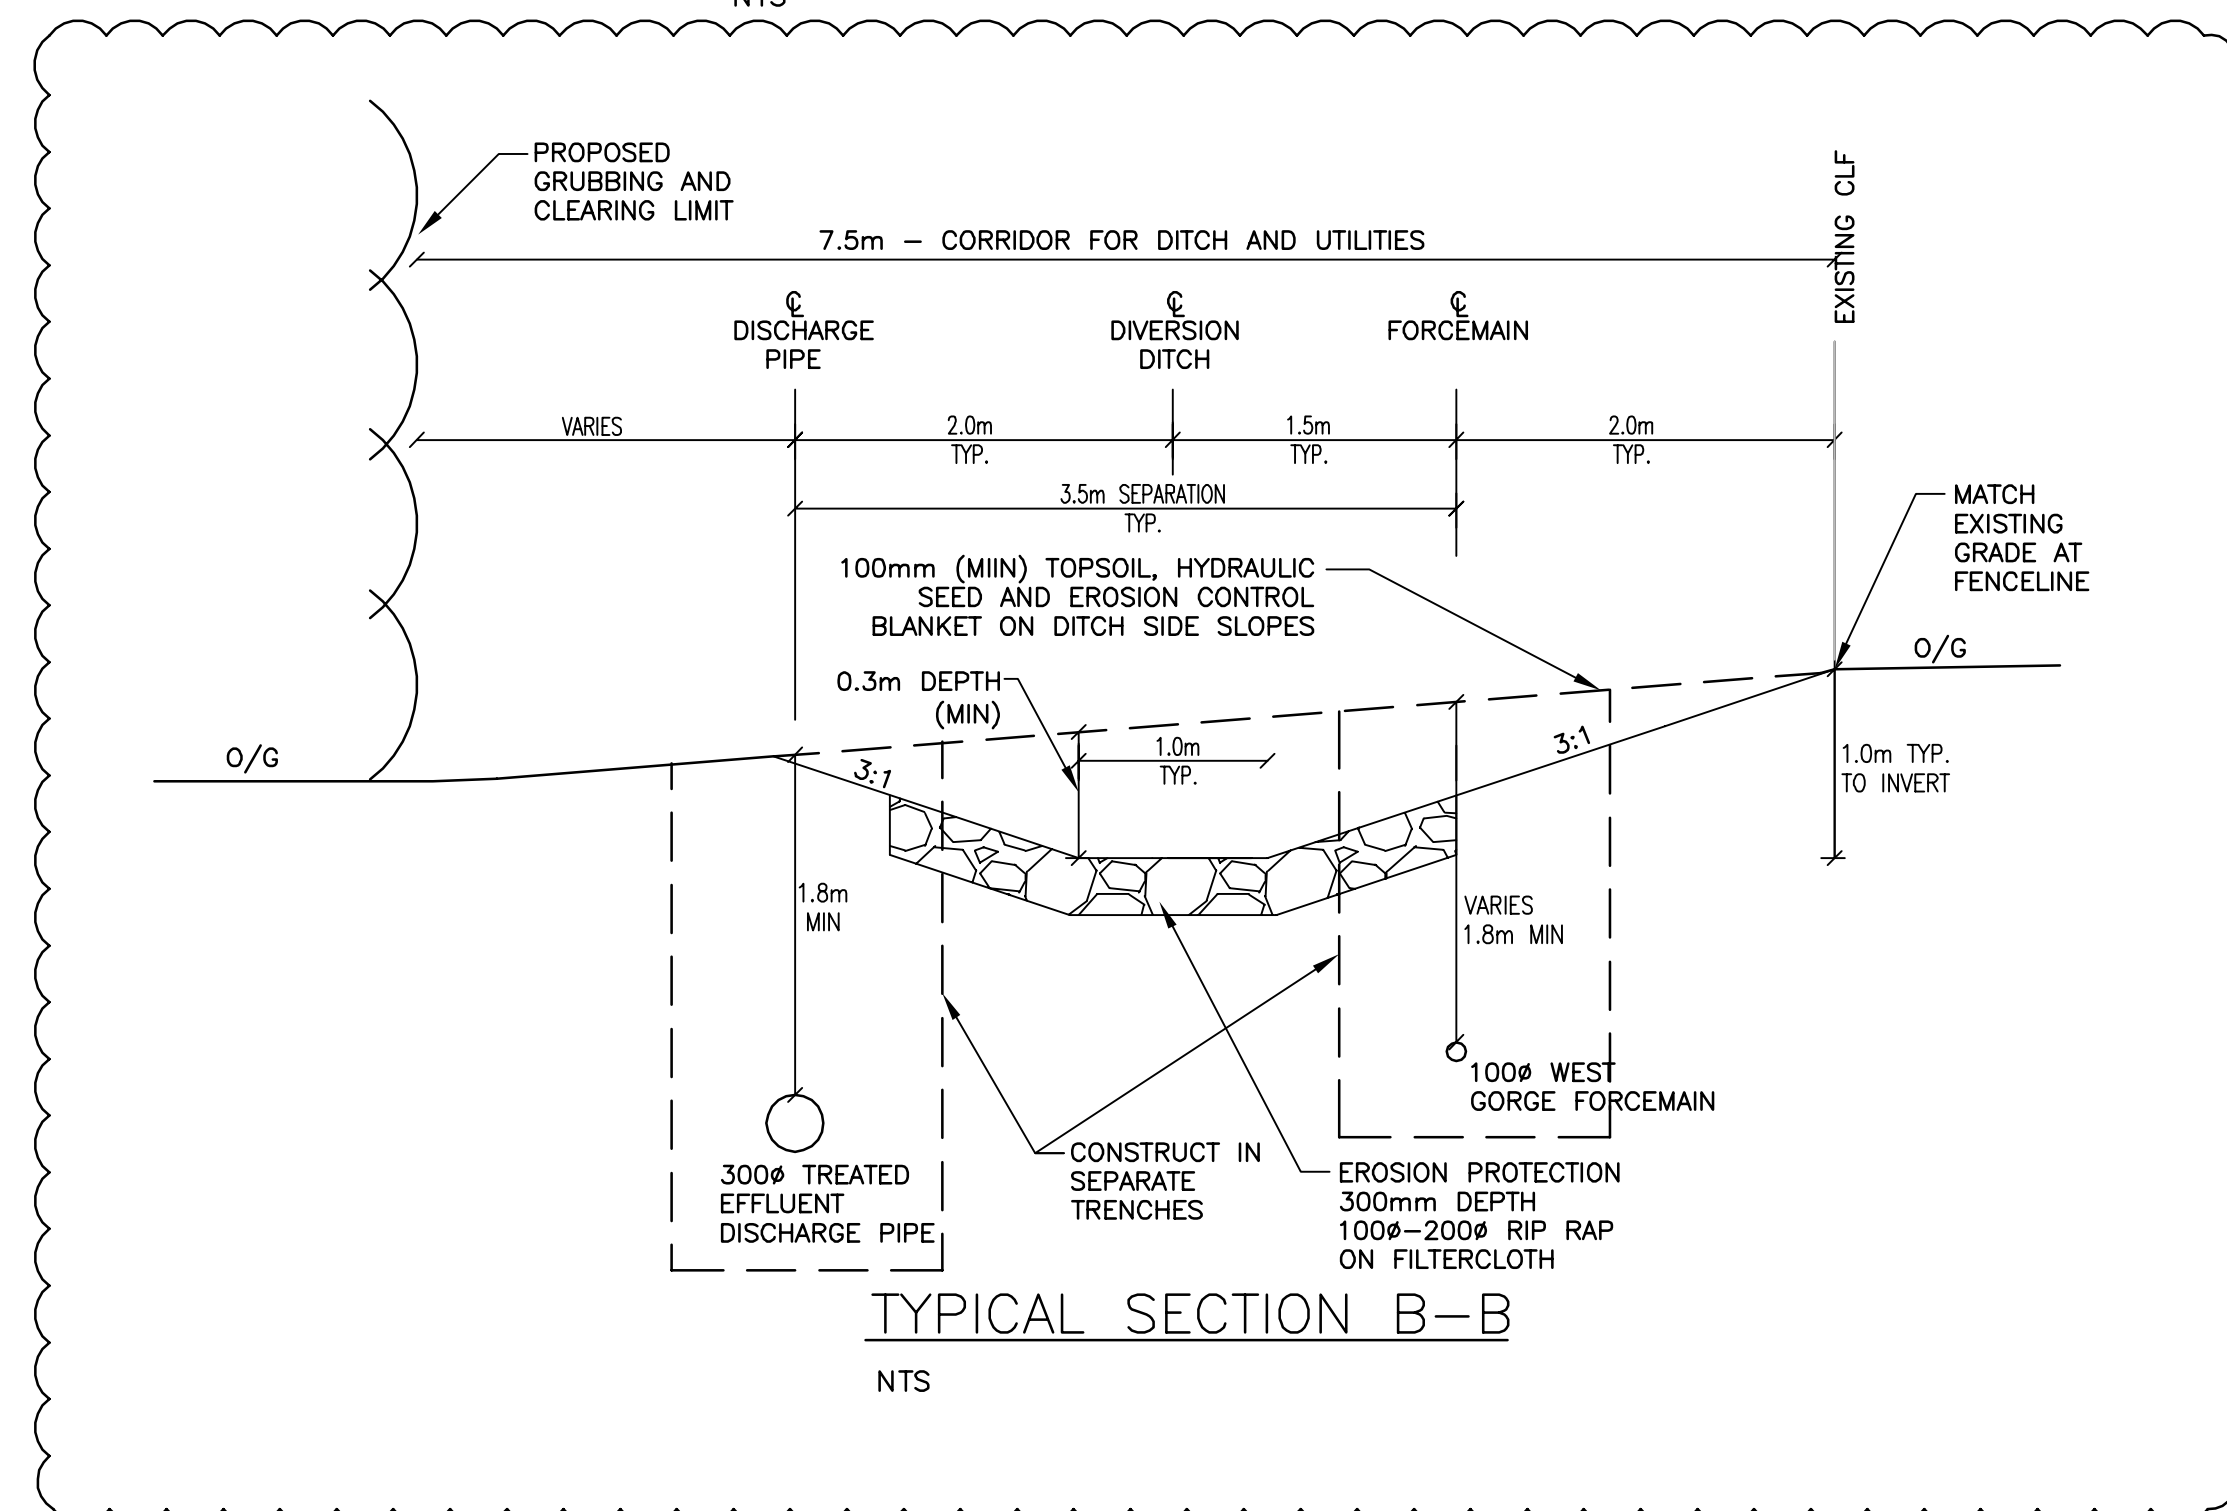 NTS
PROPOSED
GRUBBING AND
CLEARING LIMIT
7.5m - CORRIDOR FOR DITCH AND UTILITIES
EXISTING CLF
℄
DISCHARGE
PIPE
℄
DIVERSION
DITCH
℄
FORCEMAIN
VARIES
2.0m
TYP.
1.5m
TYP.
2.0m
TYP.
3.5m SEPARATION
TYP.
MATCH
EXISTING
GRADE AT
FENCELINE
100mm (MIIN) TOPSOIL, HYDRAULIC
SEED AND EROSION CONTROL
BLANKET ON DITCH SIDE SLOPES
0.3m DEPTH
(MIN)
O/G
O/G
1.0m
TYP.
3:1
3:1
1.0m TYP.
TO INVERT
1.8m
MIN
VARIES
1.8m MIN
100ø WEST
GORGE FORCEMAIN
300ø TREATED
EFFLUENT
DISCHARGE PIPE
CONSTRUCT IN
SEPARATE
TRENCHES
EROSION PROTECTION
300mm DEPTH
100ø-200ø RIP RAP
ON FILTERCLOTH
TYPICAL SECTION B-B
NTS